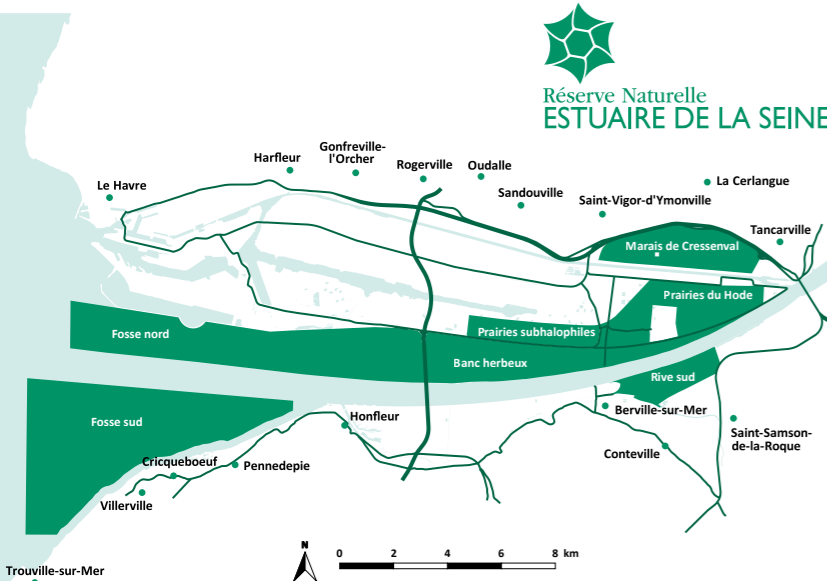 Réserve Naturelle
ESTUAIRE DE LA SEINE
Le Havre
Harfleur
Gonfreville-
l'Orcher
Rogerville
Oudalle
Sandouville
Saint-Vigor-d'Ymonville
La Cerlangue
Tancarville
Marais de Cressenval
Prairies du Hode
Prairies subhalophiles
Fosse nord
Banc herbeux
Rive sud
Fosse sud
Honfleur
Berville-sur-Mer
Saint-Samson-
de-la-Roque
Conteville
Cricqueboeuf
Pennedepie
Villerville
Trouville-sur-Mer
N
0 2 4 6 8 km